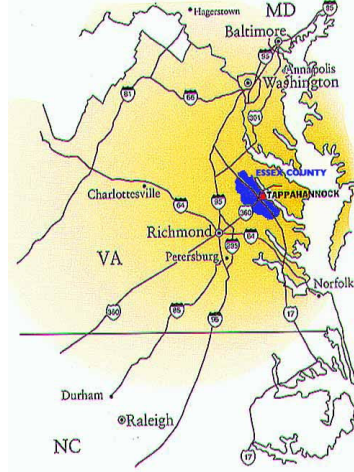 Hagerstown
MD
Baltimore
95
95
Annapolis
Washington
81
66
301
ESSEX COUNTY
TAPPAHANNOCK
Charlottesville
64
95
360
Richmond
64
295
Petersburg
VA
Norfolk
360
85
95
17
Durham
Raleigh
NC
17